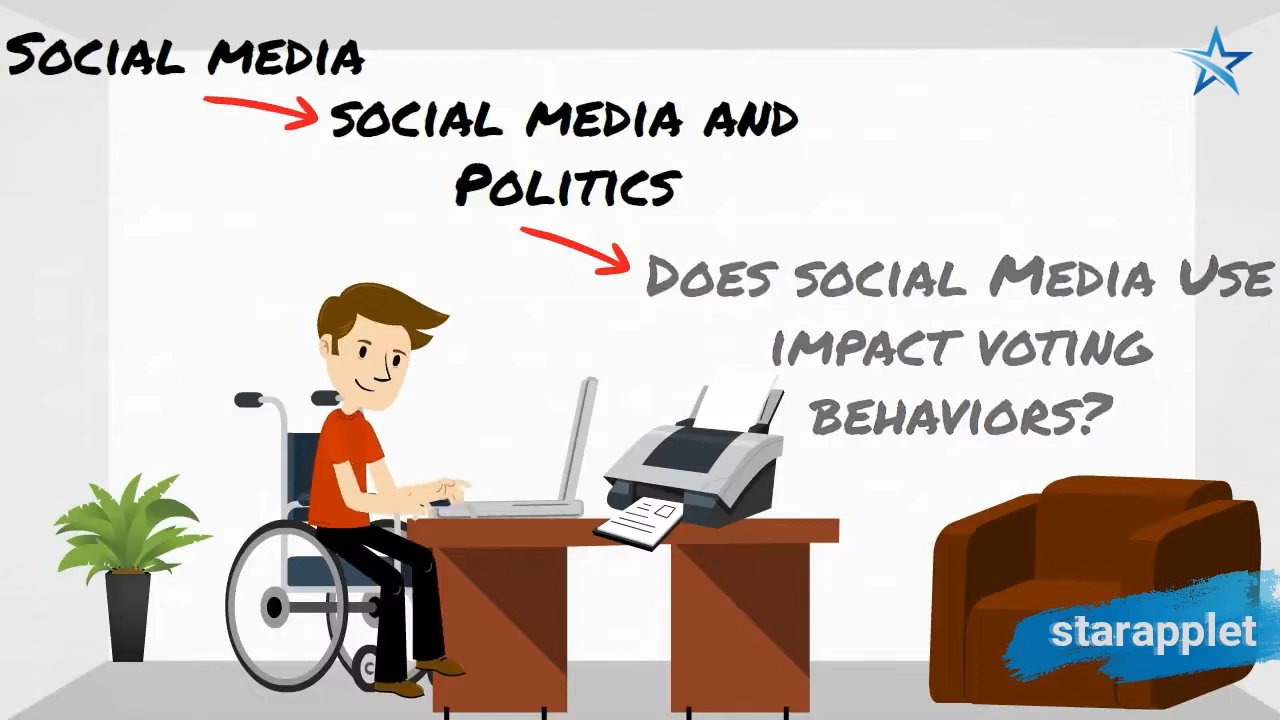 Social media
social media and
Politics
Does social Media Use
impact voting
behaviors?
starapplet